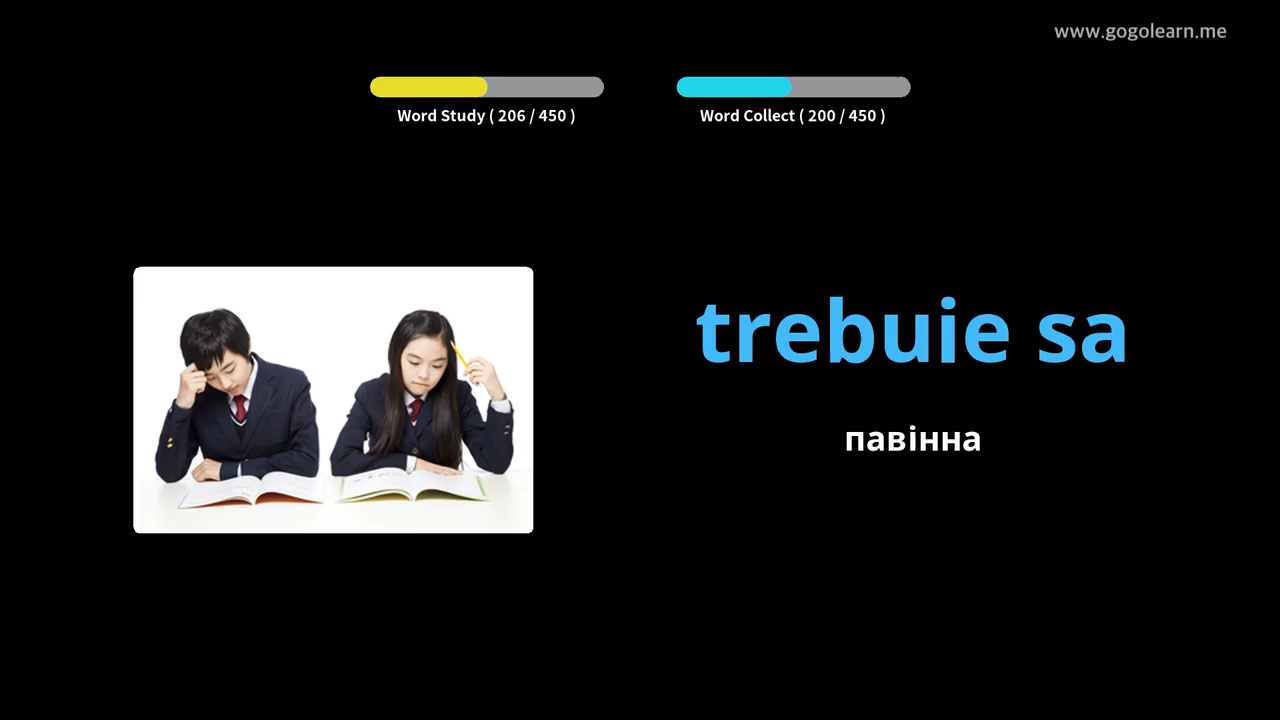 www.gogolearn.me
Word Study ( 206 / 450 )
Word Collect ( 200 / 450 )
trebuie sa
павінна